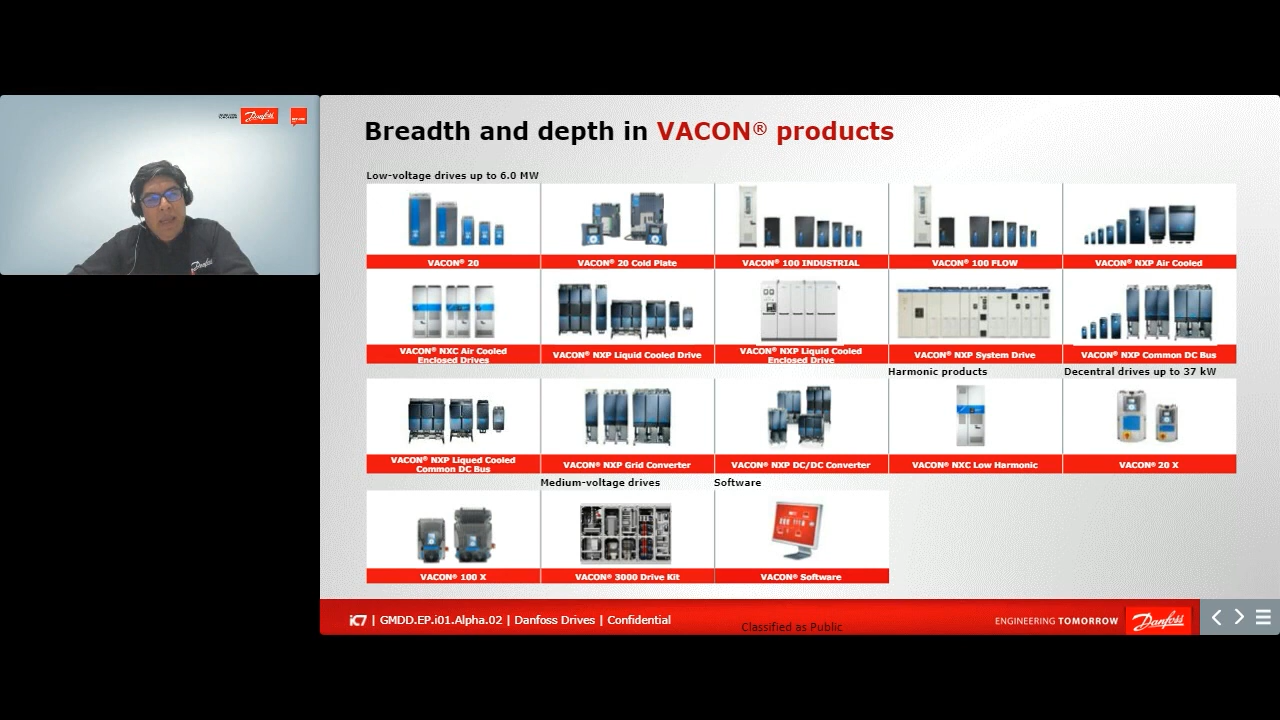 Danfoss
Breadth and depth in VACON® products
Low-voltage drives up to 6.0 MW
VACON® 20
VACON® 20 Cold Plate
VACON® 100 INDUSTRIAL
VACON® 100 FLOW
VACON® NXP Air Cooled
VACON® NXC Air Cooled
Enclosed Drives
VACON® NXP Liquid Cooled Drive
VACON® NXP Liquid Cooled
Enclosed Drive
VACON® NXP System Drive
VACON® NXP Common DC Bus
Harmonic products
Decentral drives up to 37 kW
VACON® NXP Liqued Cooled
Common DC Bus
VACON® NXP Grid Converter
VACON® NXP DC/DC Converter
VACON® NXC Low Harmonic
VACON® 20 X
Medium-voltage drives
Software
VACON® 100 X
VACON® 3000 Drive Kit
VACON® Software
iC7 | GMDD.EP.i01.Alpha.02 | Danfoss Drives | Confidential
Classified as Public
ENGINEERING TOMORROW
Danfoss
Danfoss